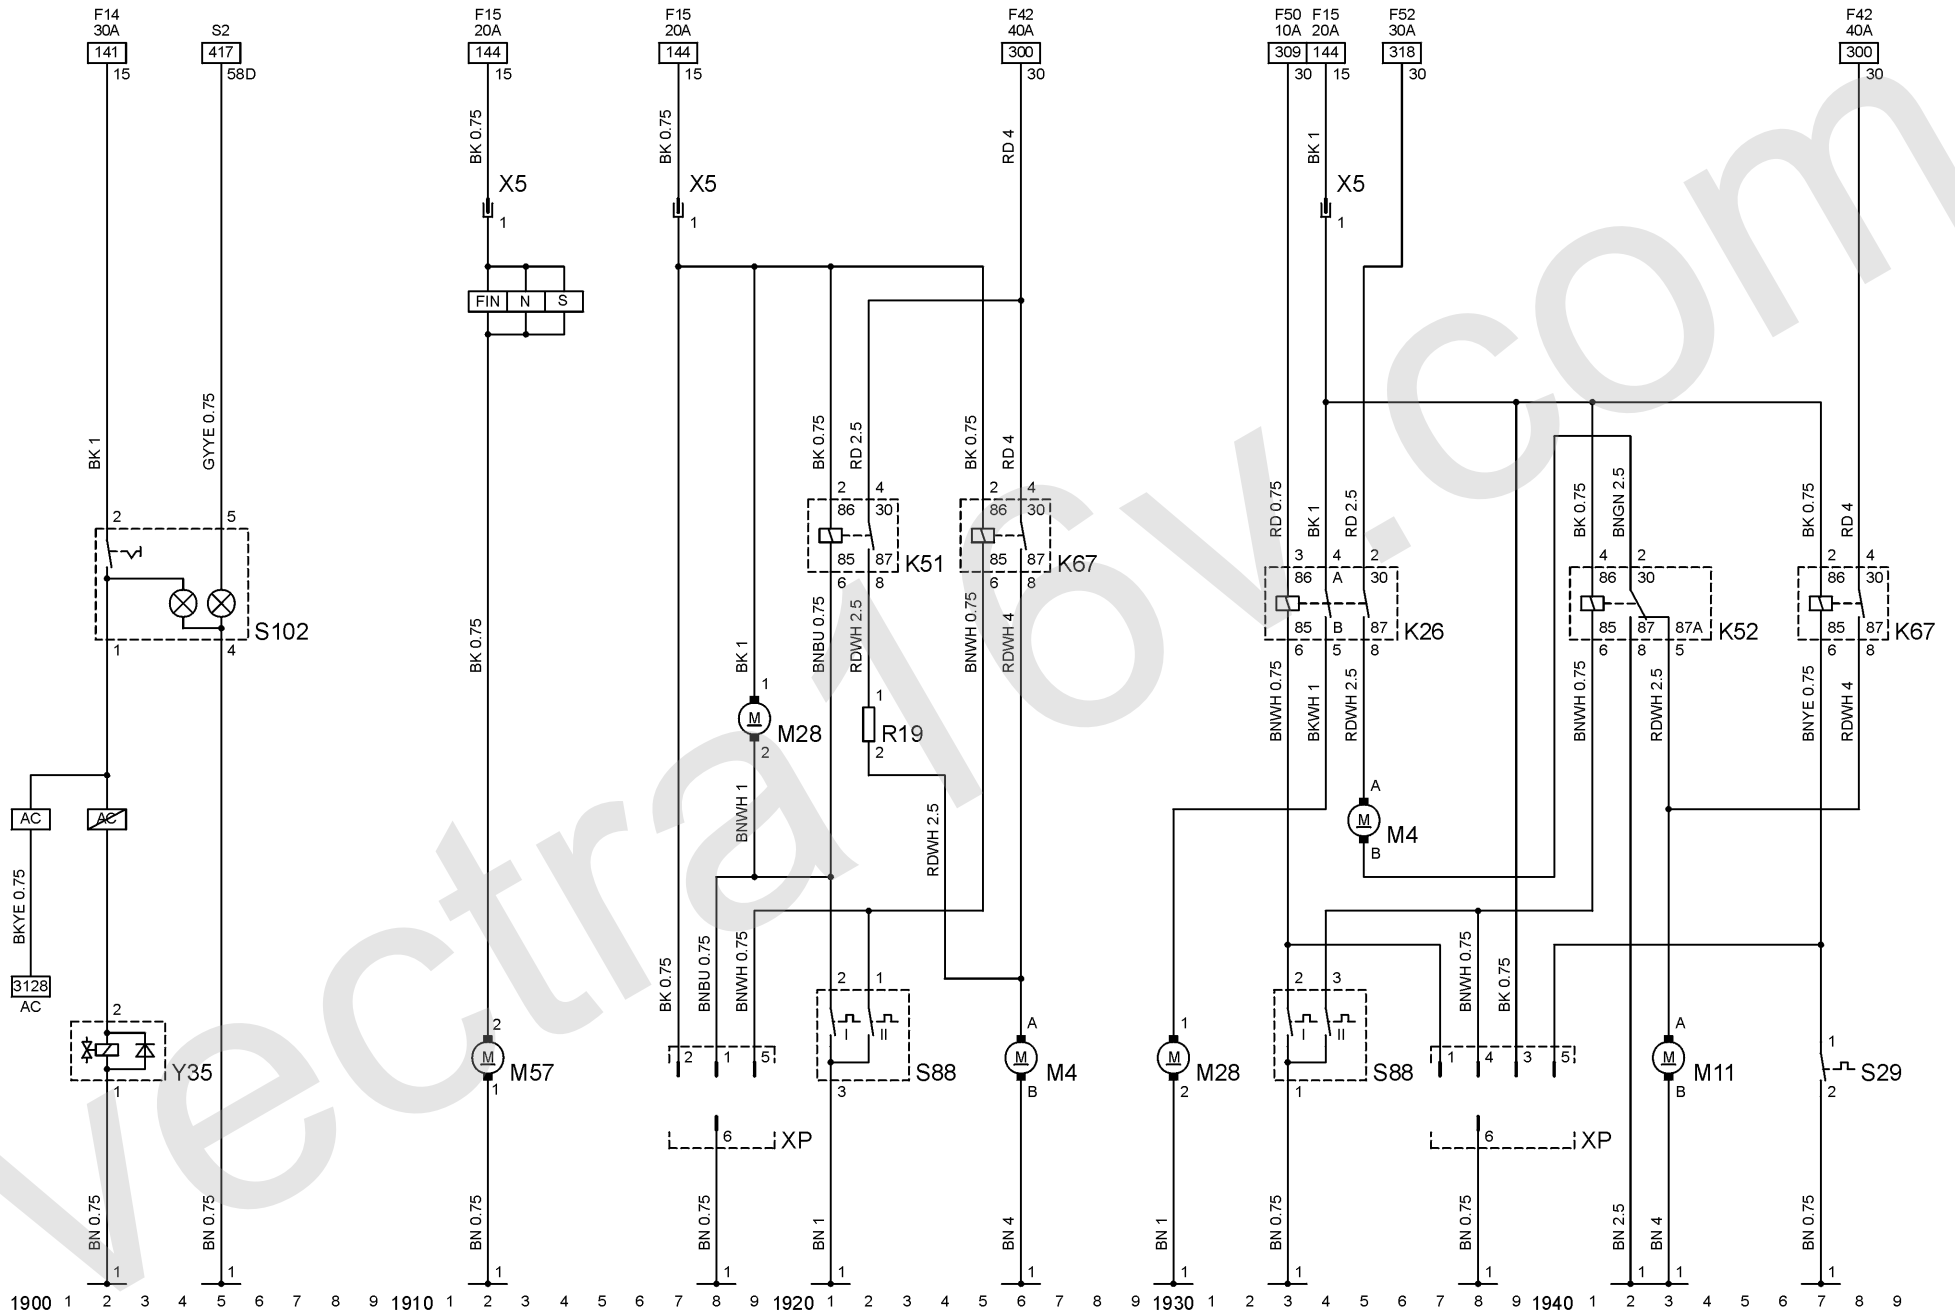 F14 F15 F15 F42 F50 F15 F52 F42
30A S2 20A 20A 40A 10A 20A 30A 40A
141 417 144 144 300 309 144 318 300
15 58D 15 15 30 30 15 30 30
BK 0.75 BK 0.75 RD 4 BK 1
X5 X5 X5
1 1 1
FIN N S
BK 1 GYYE 0.75 BK 0.75 RD 2.5 BK 0.75 RD 4
2 4 2 4
86 30 86 30
85 87 K51 85 87 K67
6 8 6 8
RD 0.75 BK 1 RD 2.5 BK 0.75 BNGN 2.5 BK 0.75 RD 4
2 5 3 4 2 4 2 2 4
86 A 30 86 30 86 30
S102 85 B 87 K26 85 87 87A K52 85 87 K67
1 4 6 5 8 6 8 5 6 8
BK 0.75 BK 1 BNBU 0.75 RDWH 2.5 BNWH 0.75 RDWH 4
BNWH 0.75 BKWH 1 RDWH 2.5 BNWH 0.75 RDWH 2.5 BNYE 0.75 RDWH 4
1 1
M M28 R19
2 2
A
AC AC M M4
B
BNWH 1 RDWH 2.5
BKYE 0.75
BK 0.75 BNBU 0.75 BNWH 0.75 BNWH 0.75 BK 0.75
3128
AC
2 1 2 3
2 2 A 1 A 1
I II I II
Y35 M M57 2 1 5 S88 M M4 M M28 S88 1 4 3 5 M M11 S29
1 1 3 B 2 1 B 2
6 XP 6 XP
BN 0.75 BN 0.75 BN 0.75 BN 0.75 BN 1 BN 4 BN 1 BN 0.75 BN 0.75 BN 2.5 BN 4 BN 0.75
1 1 1 1 1 1 1 1 1 1 1
1900 1 2 3 4 5 6 7 8 9 1910 1 2 3 4 5 6 7 8 9 1920 1 2 3 4 5 6 7 8 9 1930 1 2 3 4 5 6 7 8 9 1940 1 2 3 4 5 6 7 8 9
vectra16v.com